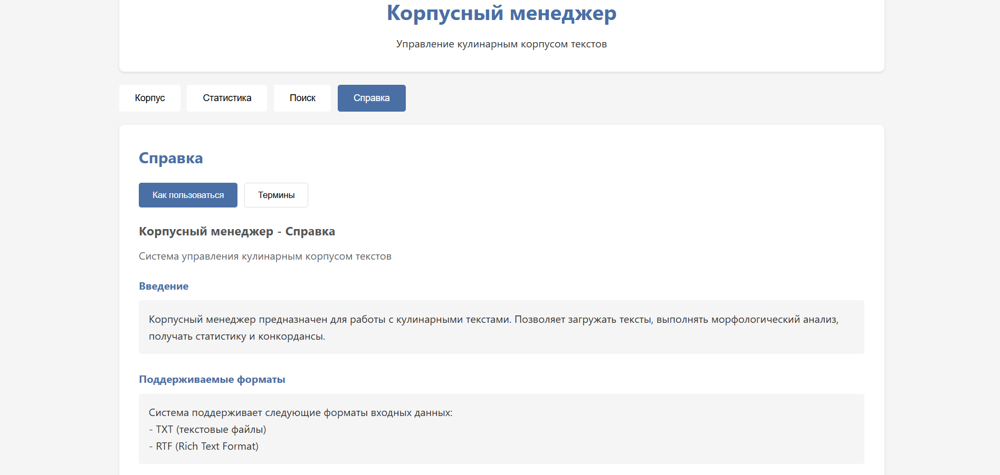 Корпусный менеджер
Управление кулинарным корпусом текстов
Корпус
Статистика
Поиск
Справка
Справка
Как пользоваться
Термины
Корпусный менеджер - Справка
Система управления кулинарным корпусом текстов
Введение
Корпусный менеджер предназначен для работы с кулинарными текстами. Позволяет загружать тексты, выполнять морфологический анализ,
получать статистику и конкордансы.
Поддерживаемые форматы
Система поддерживает следующие форматы входных данных:
- TXT (текстовые файлы)
- RTF (Rich Text Format)